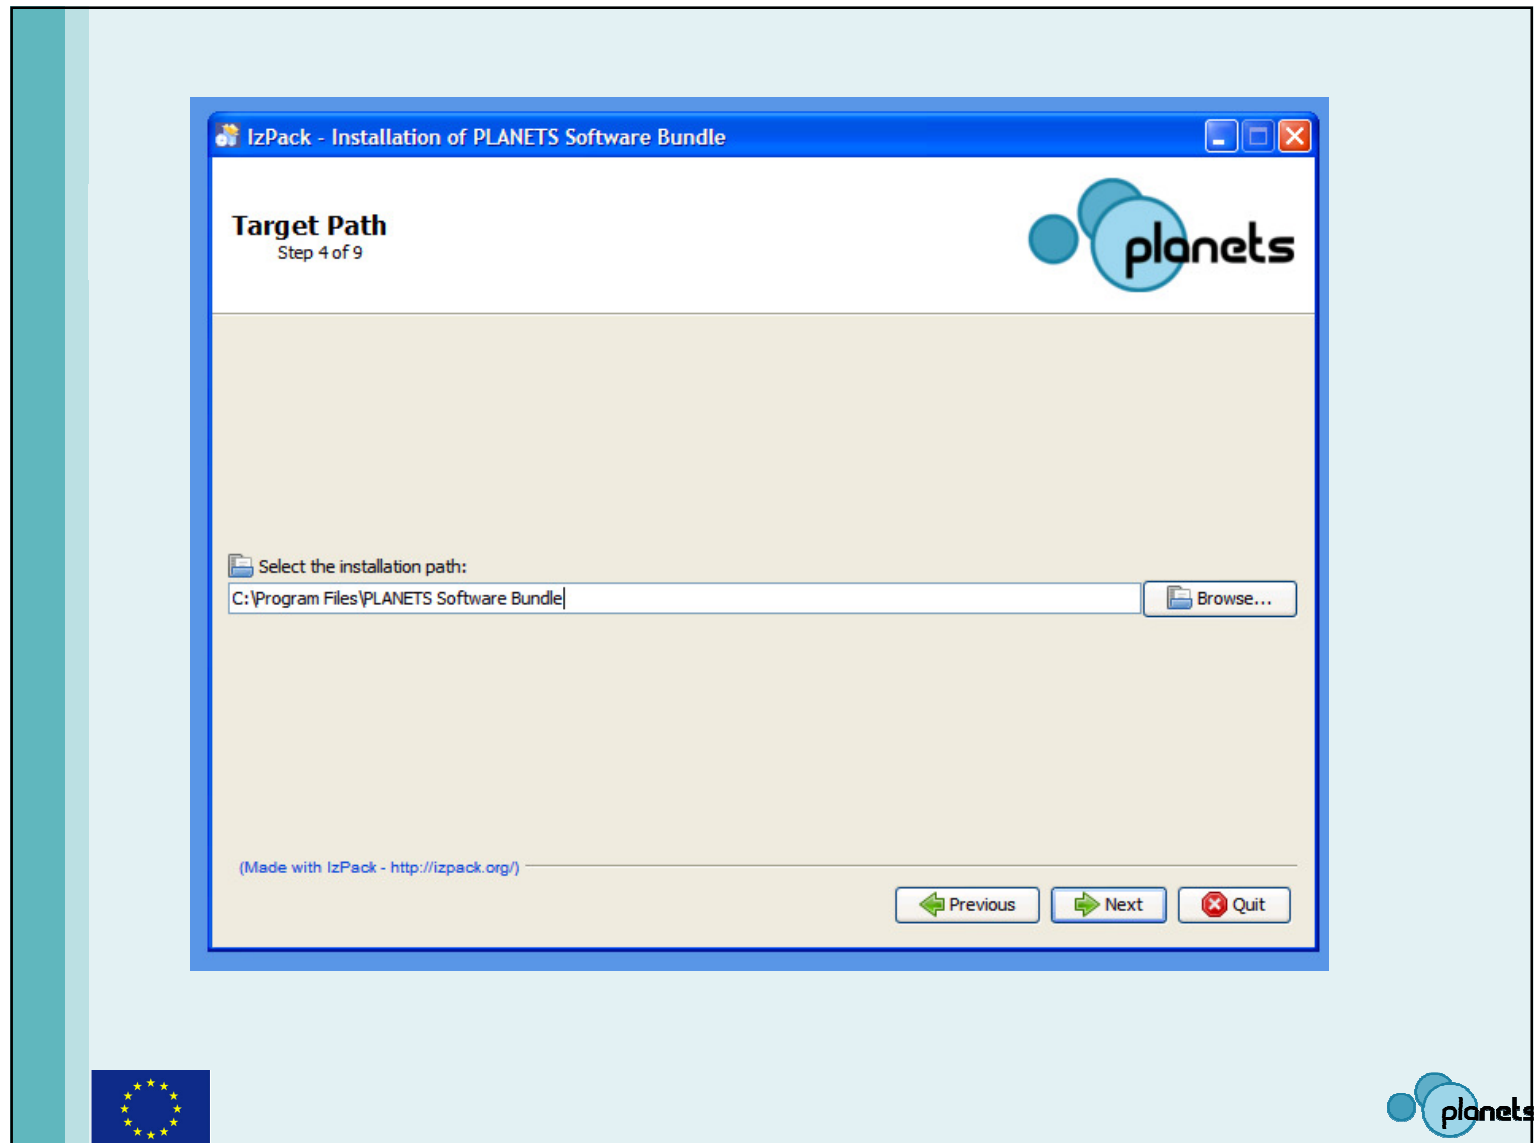 IzPack - Installation of PLANETS Software Bundle
Target Path
Step 4 of 9
planets
Select the installation path:
C:\Program Files\PLANETS Software Bundle
Browse...
(Made with IzPack - http://izpack.org/)
Previous
Next
Quit
planets